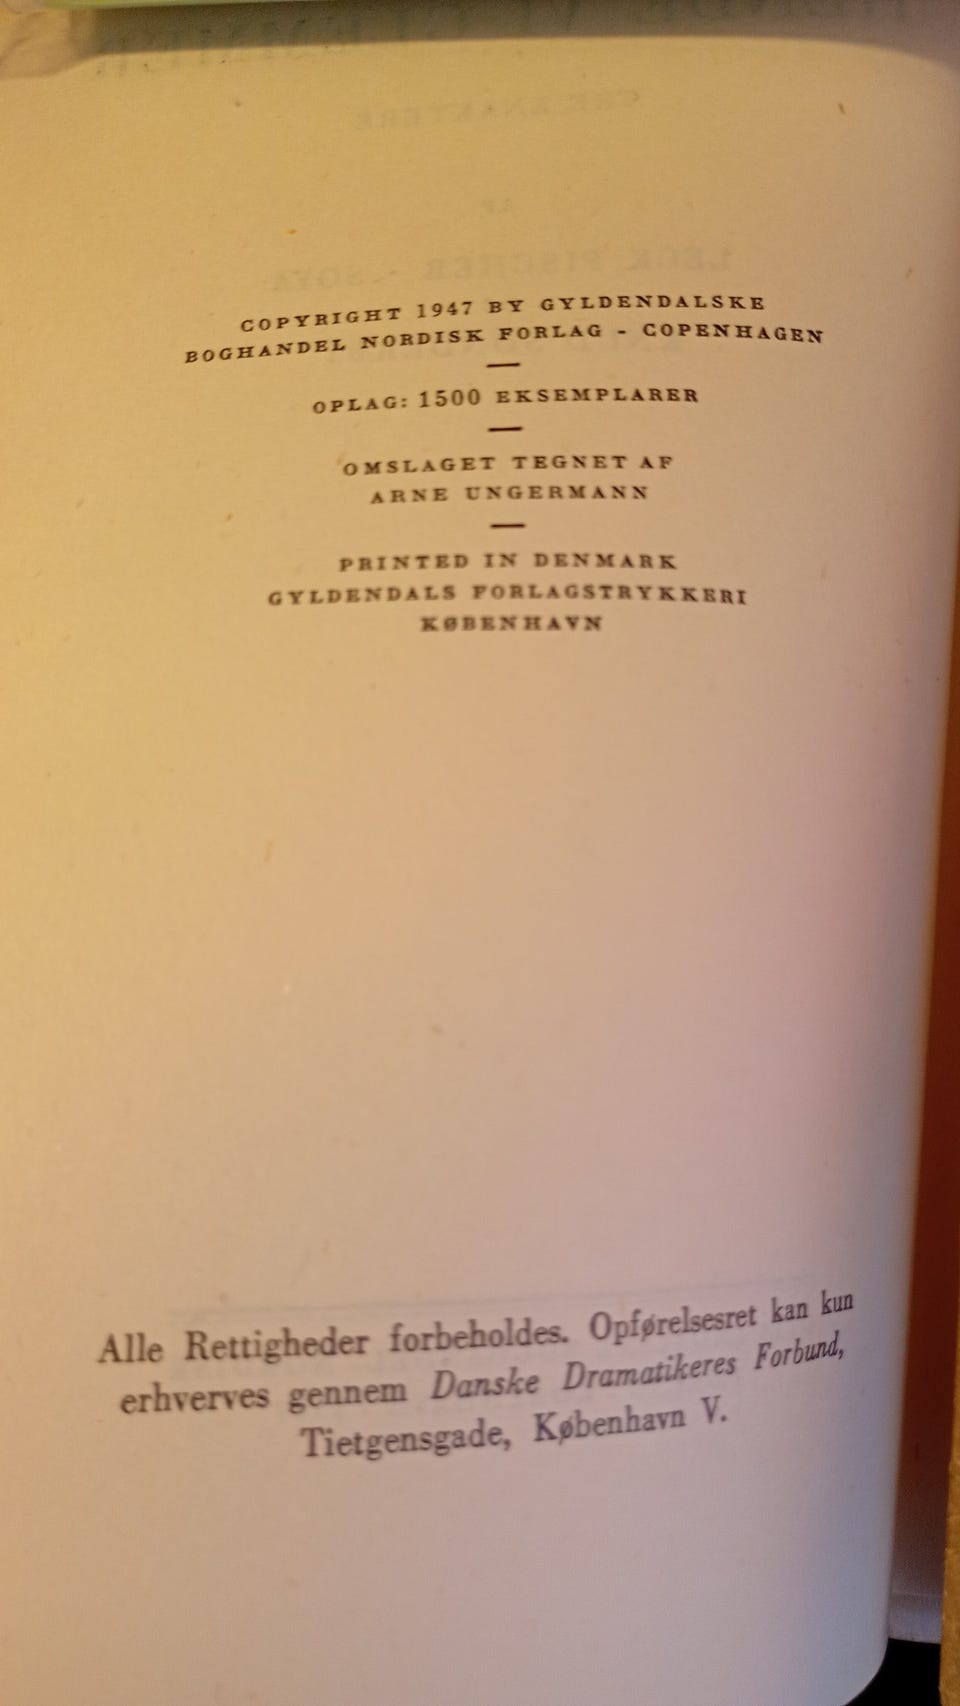 COPYRIGHT 1947 BY GYLDENDALSKE
BOGHANDEL NORDISK FORLAG - COPENHAGEN
OPLAG: 1500 EKSEMPLARER
OMSLAGET TEGNET AF
ARNE UNGERMANN
PRINTED IN DENMARK
GYLDENDALS FORLAGSTRYKKERI
KØBENHAVN
Alle Rettigheder forbeholdes. Opførelsesret kan kun
erhverves gennem Danske Dramatikeres Forbund,
Tietgensgade, København V.